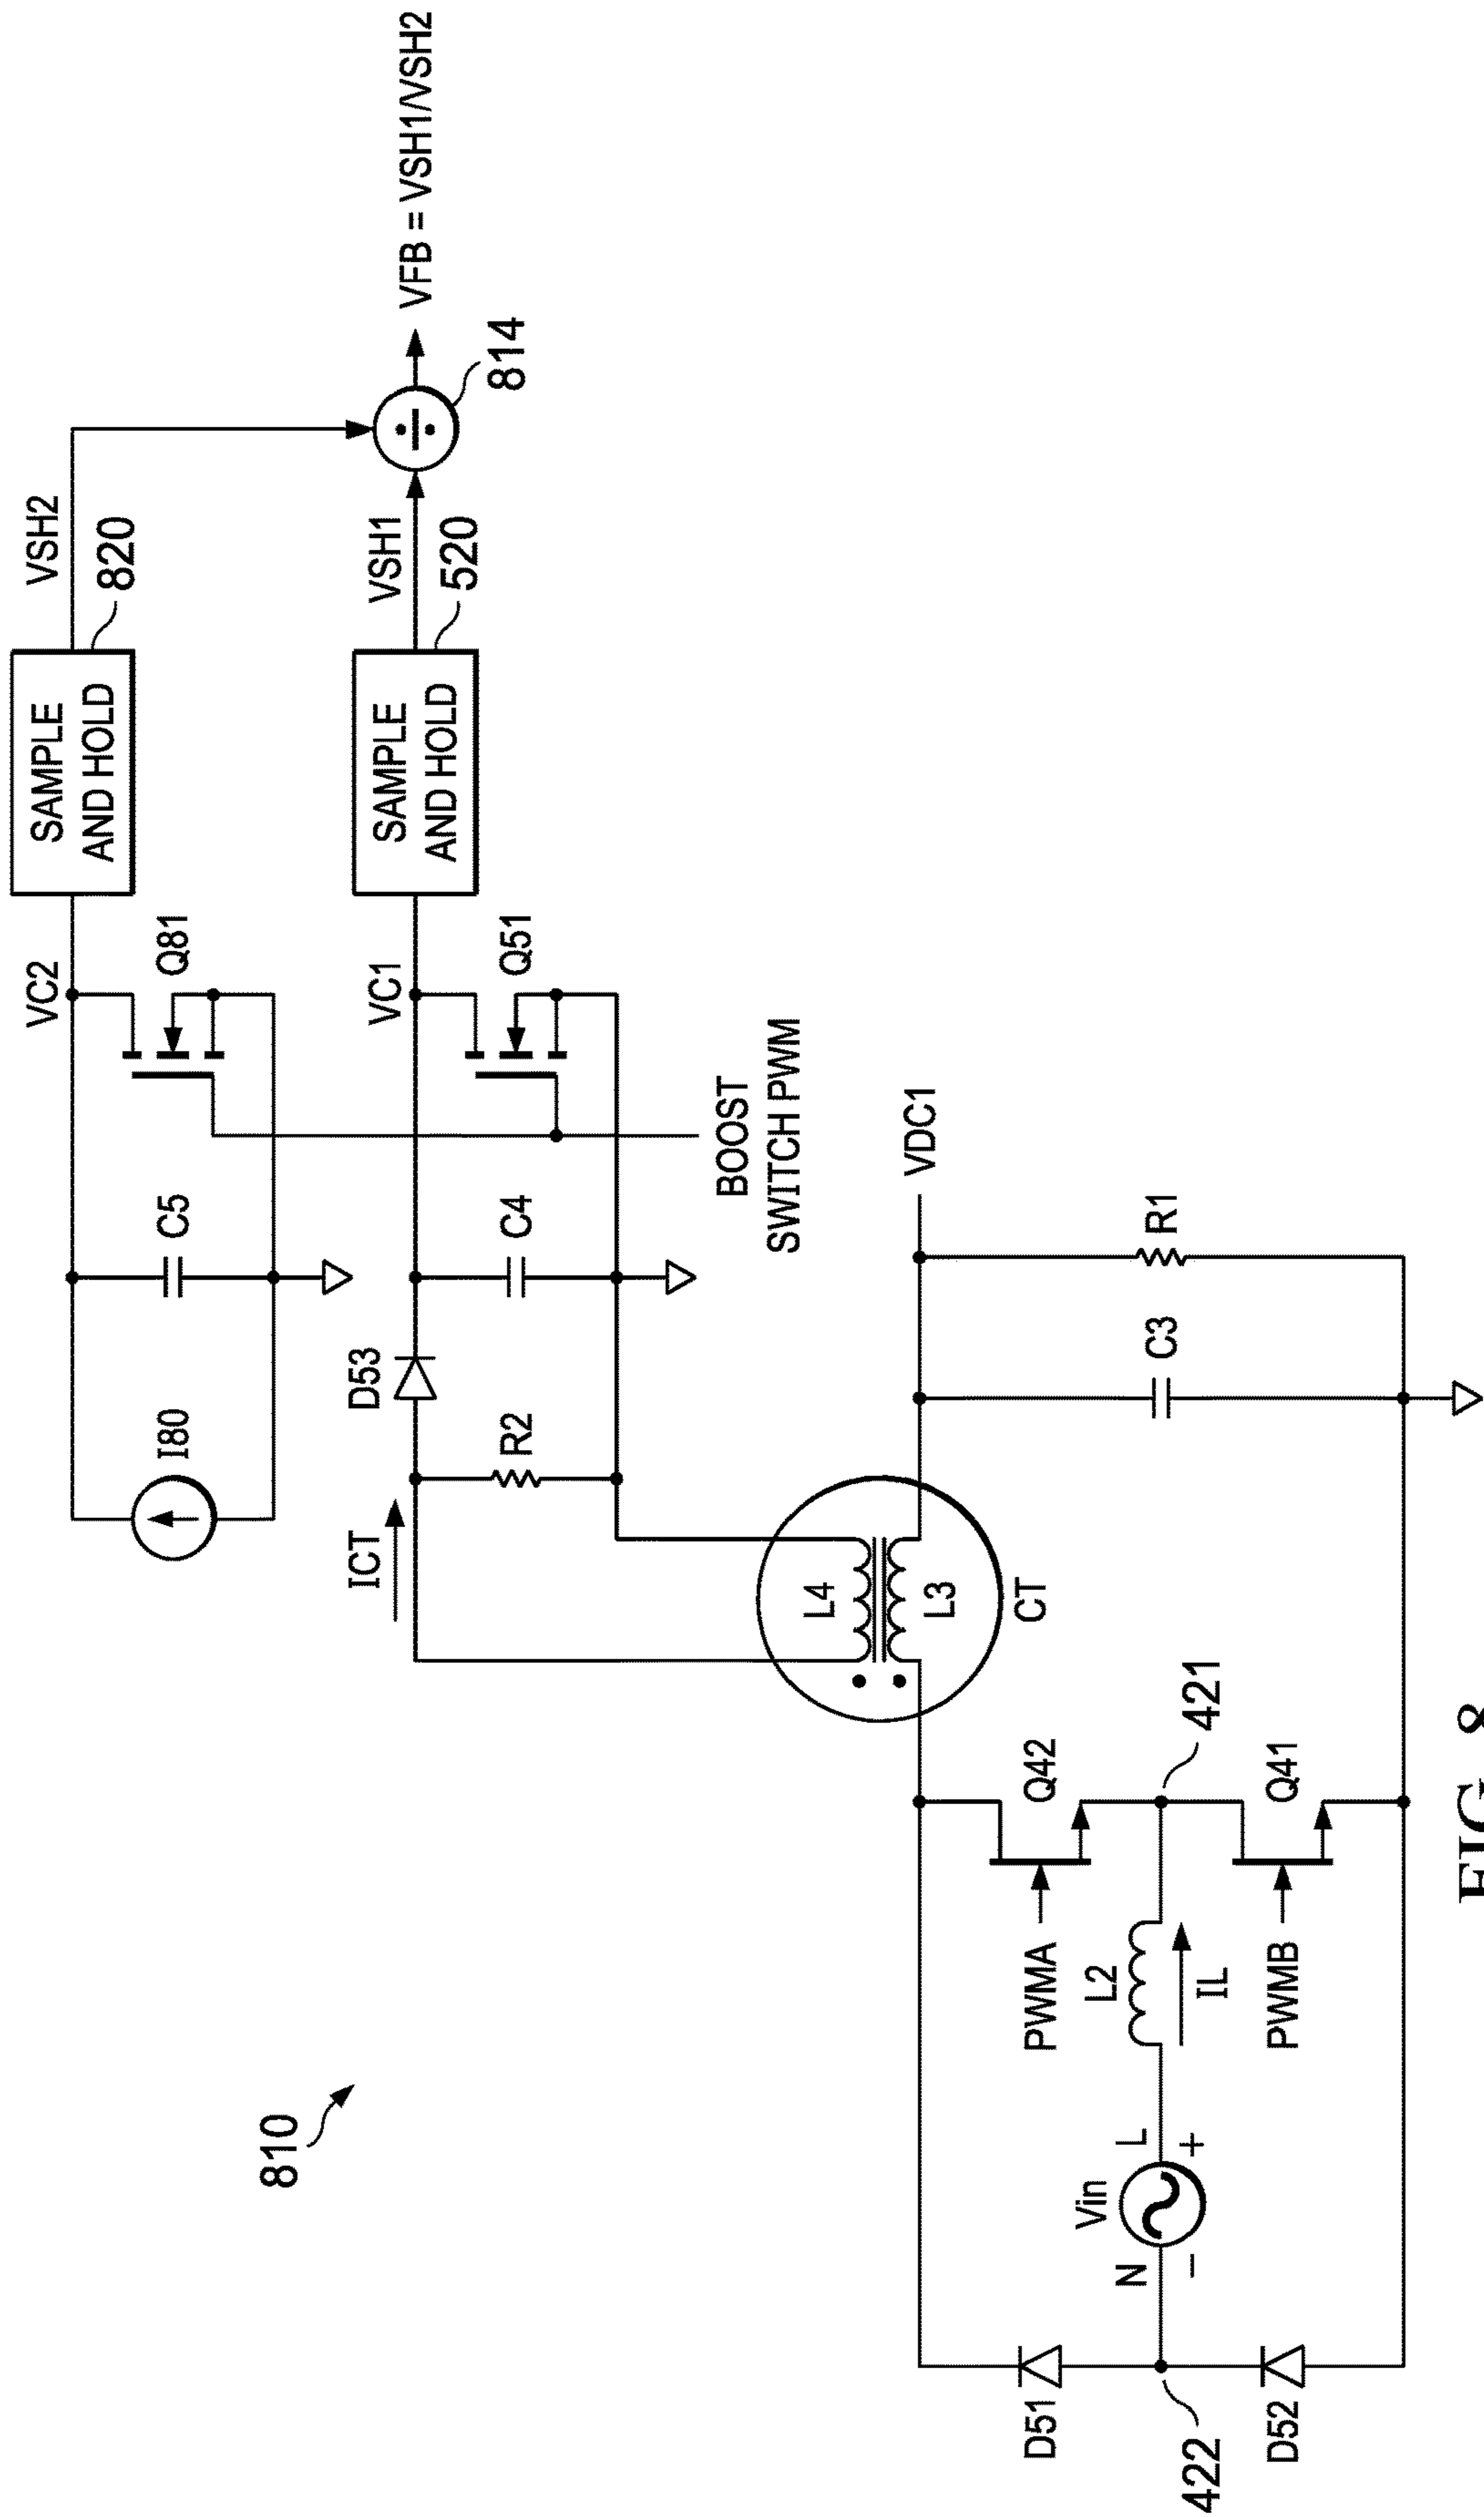 810
I80
C5
VC2
Q81
SAMPLE
AND HOLD
820
VSH2
ICT
R2
D53
C4
VC1
Q51
SAMPLE
AND HOLD
520
VSH1
814
VFB = VSH1/VSH2
BOOST
SWITCH PWM
L4
L3
CT
VDC1
D51
D52
422
N
Vin
L
−
+
L2
IL
PWMA
PWMB
Q42
421
Q41
C3
R1
FIG. 8